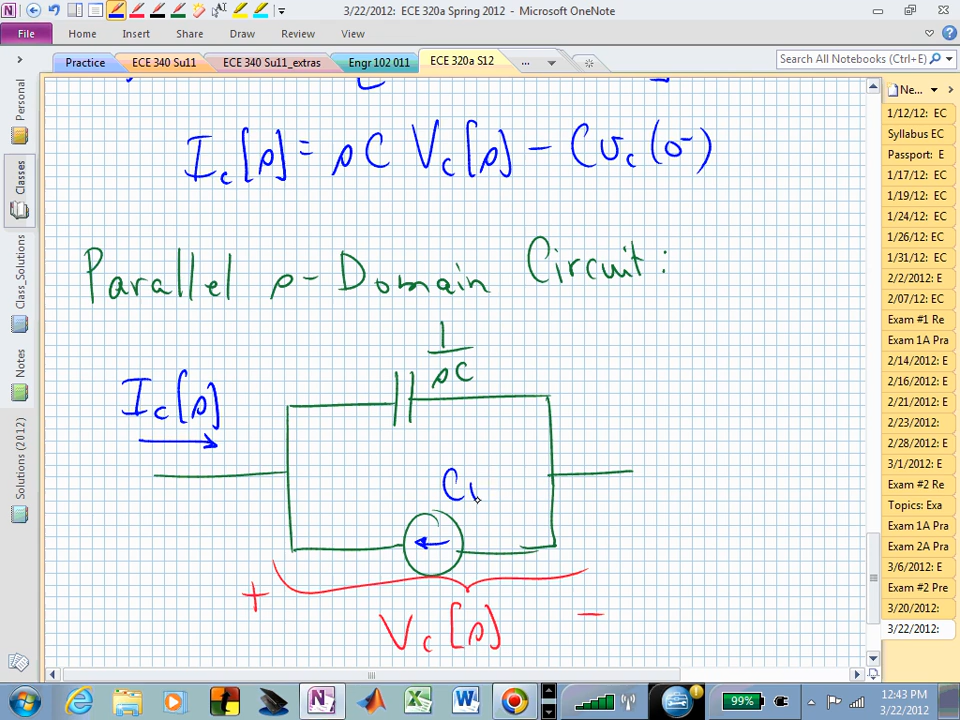 3/22/2012: ECE 320a Spring 2012 - Microsoft OneNote
File Home Insert Share Draw Review View
Practice ECE 340 Su11 ECE 340 Su11_extras Engr 102 011 ECE 320a S12 ...
Search All Notebooks (Ctrl+E)
Personal
Classes
Class_Solutions
Notes
Solutions (2012)
I_c[s] = sC V_c[s] - C v_c(0^-)
Parallel s-Domain Circuit:
1/sC
I_c[s]
C
+ V_c[s] −
Ne...
1/12/12: EC
Syllabus EC
Passport: E
1/17/12: EC
1/19/12: EC
1/24/12: EC
1/26/12: EC
1/31/12: EC
2/2/2012: E
2/07/12: EC
Exam #1 Re
Exam 1A Pra
2/14/2012: E
2/16/2012: E
2/21/2012: E
2/23/2012:
2/28/2012: E
3/1/2012: E
Exam #2 Re
Topics: Exa
Exam 1A Pra
Exam 2A Pra
3/6/2012: E
Exam #2 Pre
3/20/2012:
3/22/2012:
99%
12:43 PM
3/22/2012